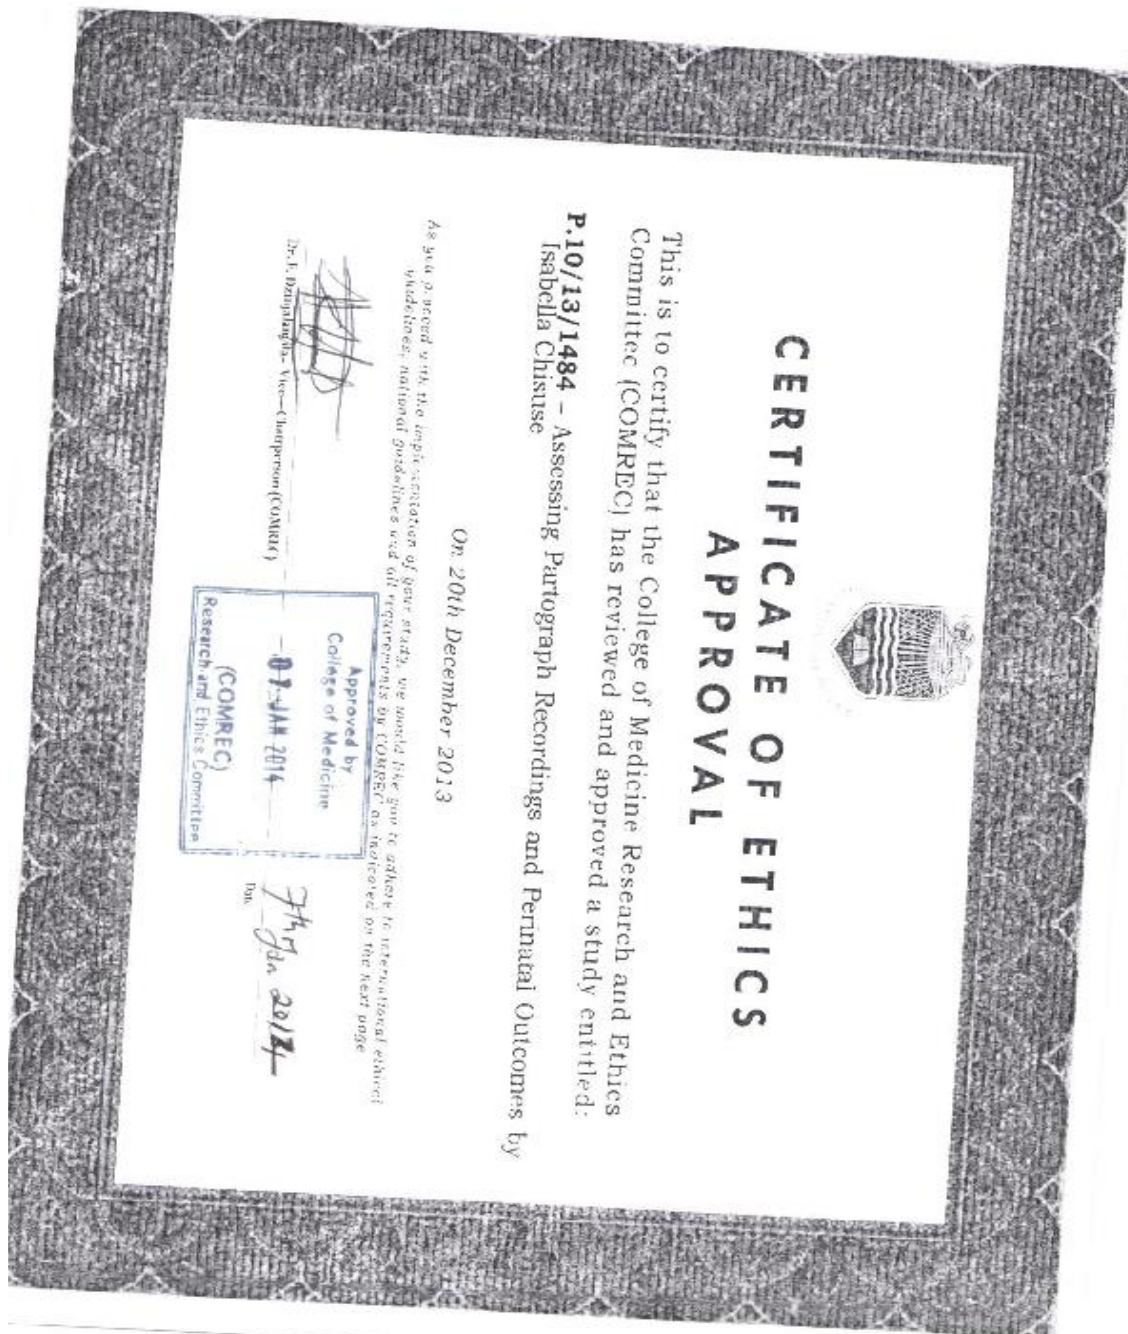 CERTIFICATE OF ETHICS
APPROVAL
This is to certify that the College of Medicine Research and Ethics
Committee (COMREC) has reviewed and approved a study entitled:
P.10/13/1484 – Assessing Partograph Recordings and Perinatal Outcomes by
Isabella Chisuse
On 20th December 2013
As you proceed with the implementation of your study, we would like you to adhere to international ethical
guidelines, national guidelines and all requirements by COMREC as indicated on the next page
Approved by
College of Medicine
07 JAN 2014
(COMREC)
Research and Ethics Committee
Dr. F. Dzinjalamala - Vice-Chairperson (COMREC)
7th Jan 2014
Date